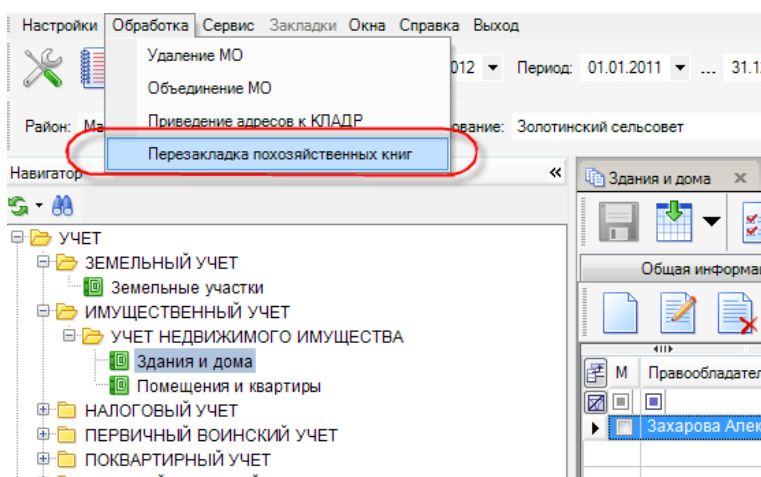 Настройки Обработка Сервис Закладки Окна Справка Выход
Удаление МО
012 Период: 01.01.2011 ... 31.1
Объединение МО
Район: Ма
Приведение адресов к КЛАДР
ование: Золотинский сельсовет
Перезакладка похозяйственных книг
Навигатор
Здания и дома
УЧЕТ
ЗЕМЕЛЬНЫЙ УЧЕТ
Земельные участки
ИМУЩЕСТВЕННЫЙ УЧЕТ
УЧЕТ НЕДВИЖИМОГО ИМУЩЕСТВА
Здания и дома
Помещения и квартиры
НАЛОГОВЫЙ УЧЕТ
ПЕРВИЧНЫЙ ВОИНСКИЙ УЧЕТ
ПОКВАРТИРНЫЙ УЧЕТ
Общая информа
М Правообладател
Захарова Алек